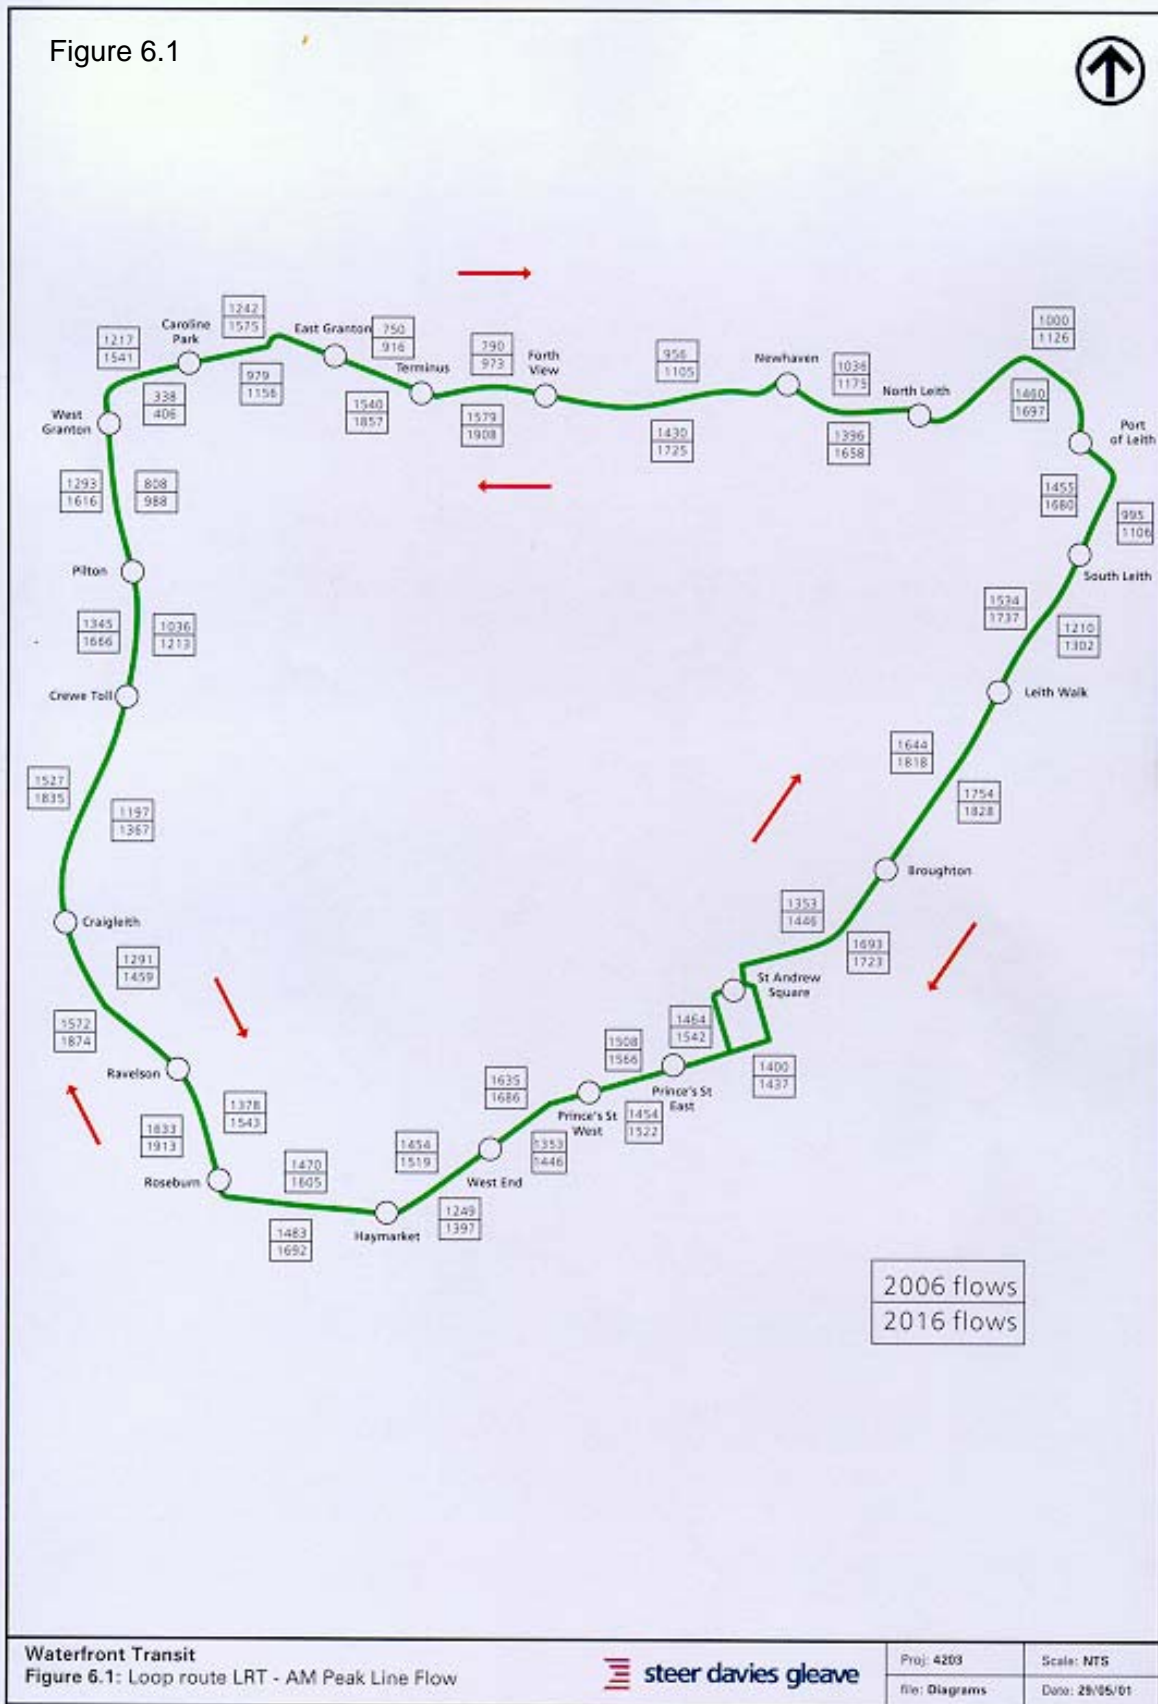 Figure 6.1
1242
1575
Caroline
Park
East Granton
750
916
1217
1541
790
973
Forth
View
1000
1126
956
1105
Newhaven
1036
1175
Terminus
338
406
979
1156
North Leith
1460
1697
1540
1857
1579
1908
West
Granton
1430
1725
1396
1658
Port
of Leith
1293
1616
808
988
1455
1680
995
1106
Pilton
South Leith
1345
1666
1036
1213
1534
1737
1210
1302
Crewe Toll
Leith Walk
1527
1835
1197
1367
1644
1818
1754
1828
Broughton
Craigleith
1353
1446
1291
1459
1693
1723
St Andrew
Square
1572
1874
1464
1542
1508
1566
Ravelson
1635
1686
Prince's St
East
1400
1437
1378
1543
Prince's St
West
1454
1522
1633
1913
1454
1519
1353
1446
Roseburn
1470
1605
West End
1483
1692
Haymarket
1249
1397
2006 flows
2016 flows
Waterfront Transit
Figure 6.1: Loop route LRT - AM Peak Line Flow
steer davies gleave
Proj: 4203
Scale: NTS
file: Diagrams
Date: 29/05/01